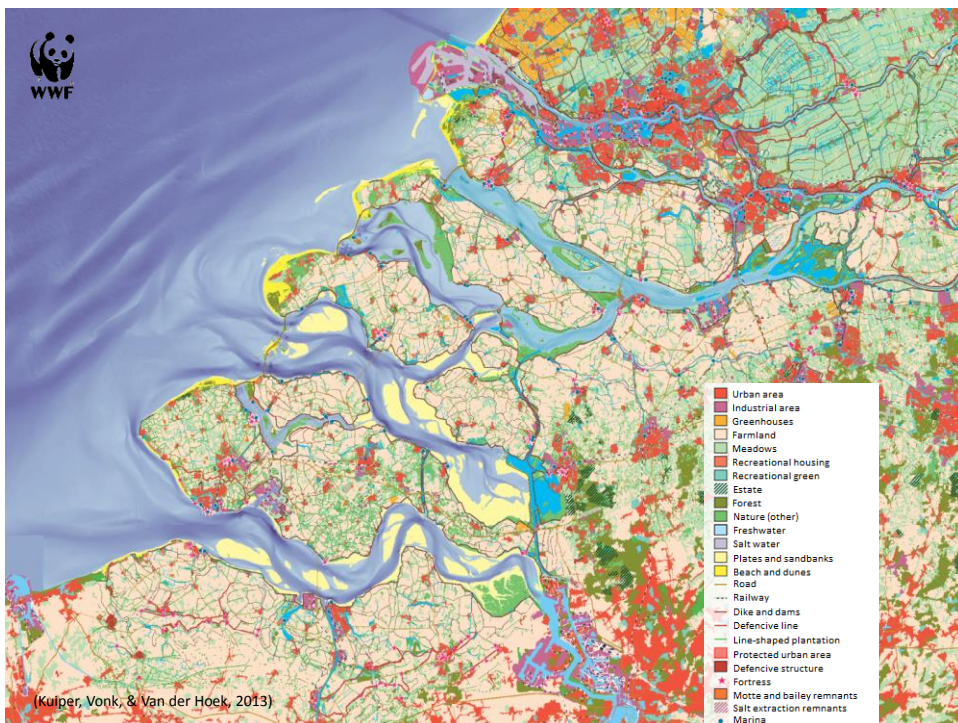 WWF
Urban area
Industrial area
Greenhouses
Farmland
Meadows
Recreational housing
Recreational green
Estate
Forest
Nature (other)
Freshwater
Salt water
Plates and sandbanks
Beach and dunes
Road
Railway
Dike and dams
Defencive line
Line-shaped plantation
Protected urban area
Defencive structure
Fortress
Motte and bailey remnants
Salt extraction remnants
Marina
(Kuiper, Vonk, & Van der Hoek, 2013)